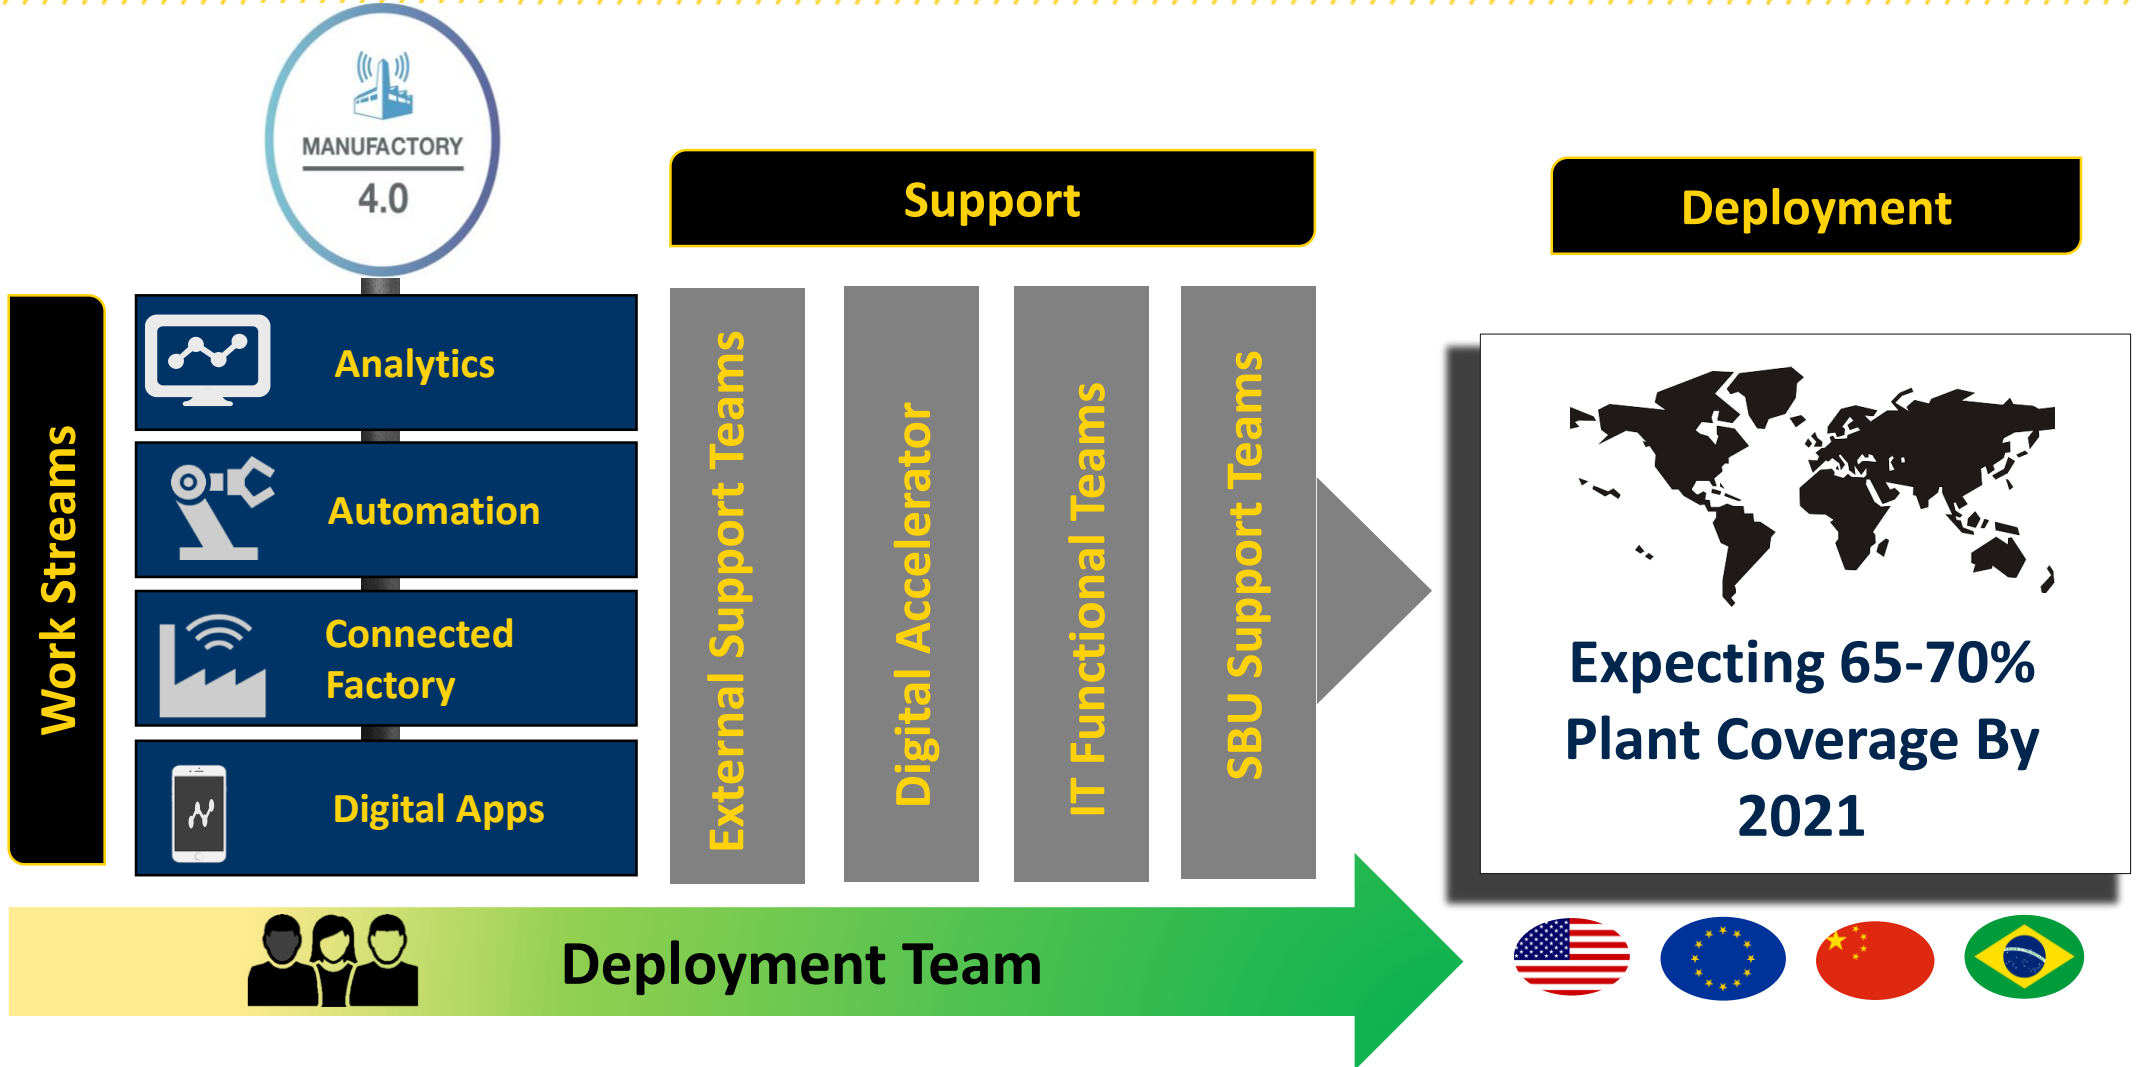 MANUFACTORY
4.0
Support
Deployment
Work Streams
Analytics
Automation
Connected
Factory
Digital Apps
External Support Teams
Digital Accelerator
IT Functional Teams
SBU Support Teams
Expecting 65-70%
Plant Coverage By
2021
Deployment Team